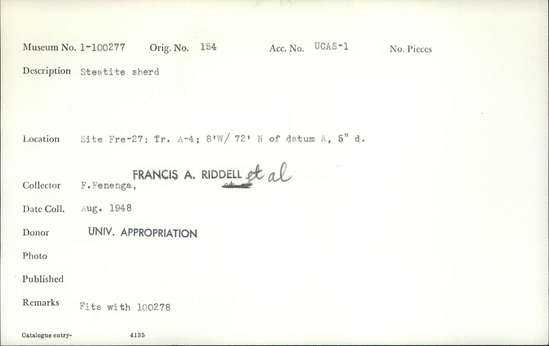 Museum No. 1-100277 Orig. No. 154 Acc. No. UCAS-1 No. Pieces
Description Steatite sherd
Location Site Fre-27: Tr. A-4; 8'W/ 72' N of datum A, 5" d.
FRANCIS A. RIDDELL et al
Collector F.Fenenga,
Date Coll. Aug. 1948
Donor UNIV. APPROPRIATION
Photo
Published
Remarks Fits with 100278
Catalogue entry- 4135